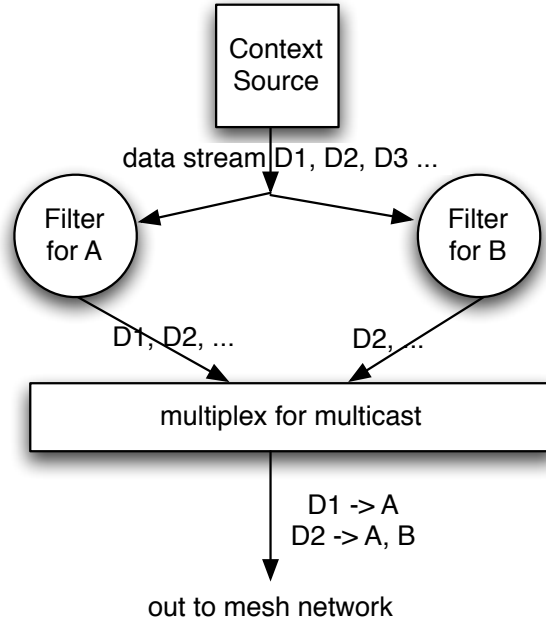 Context
Source
data stream D1, D2, D3 ...
Filter
for A
Filter
for B
D1, D2, ...
D2, ...
multiplex for multicast
D1 -> A
D2 -> A, B
out to mesh network